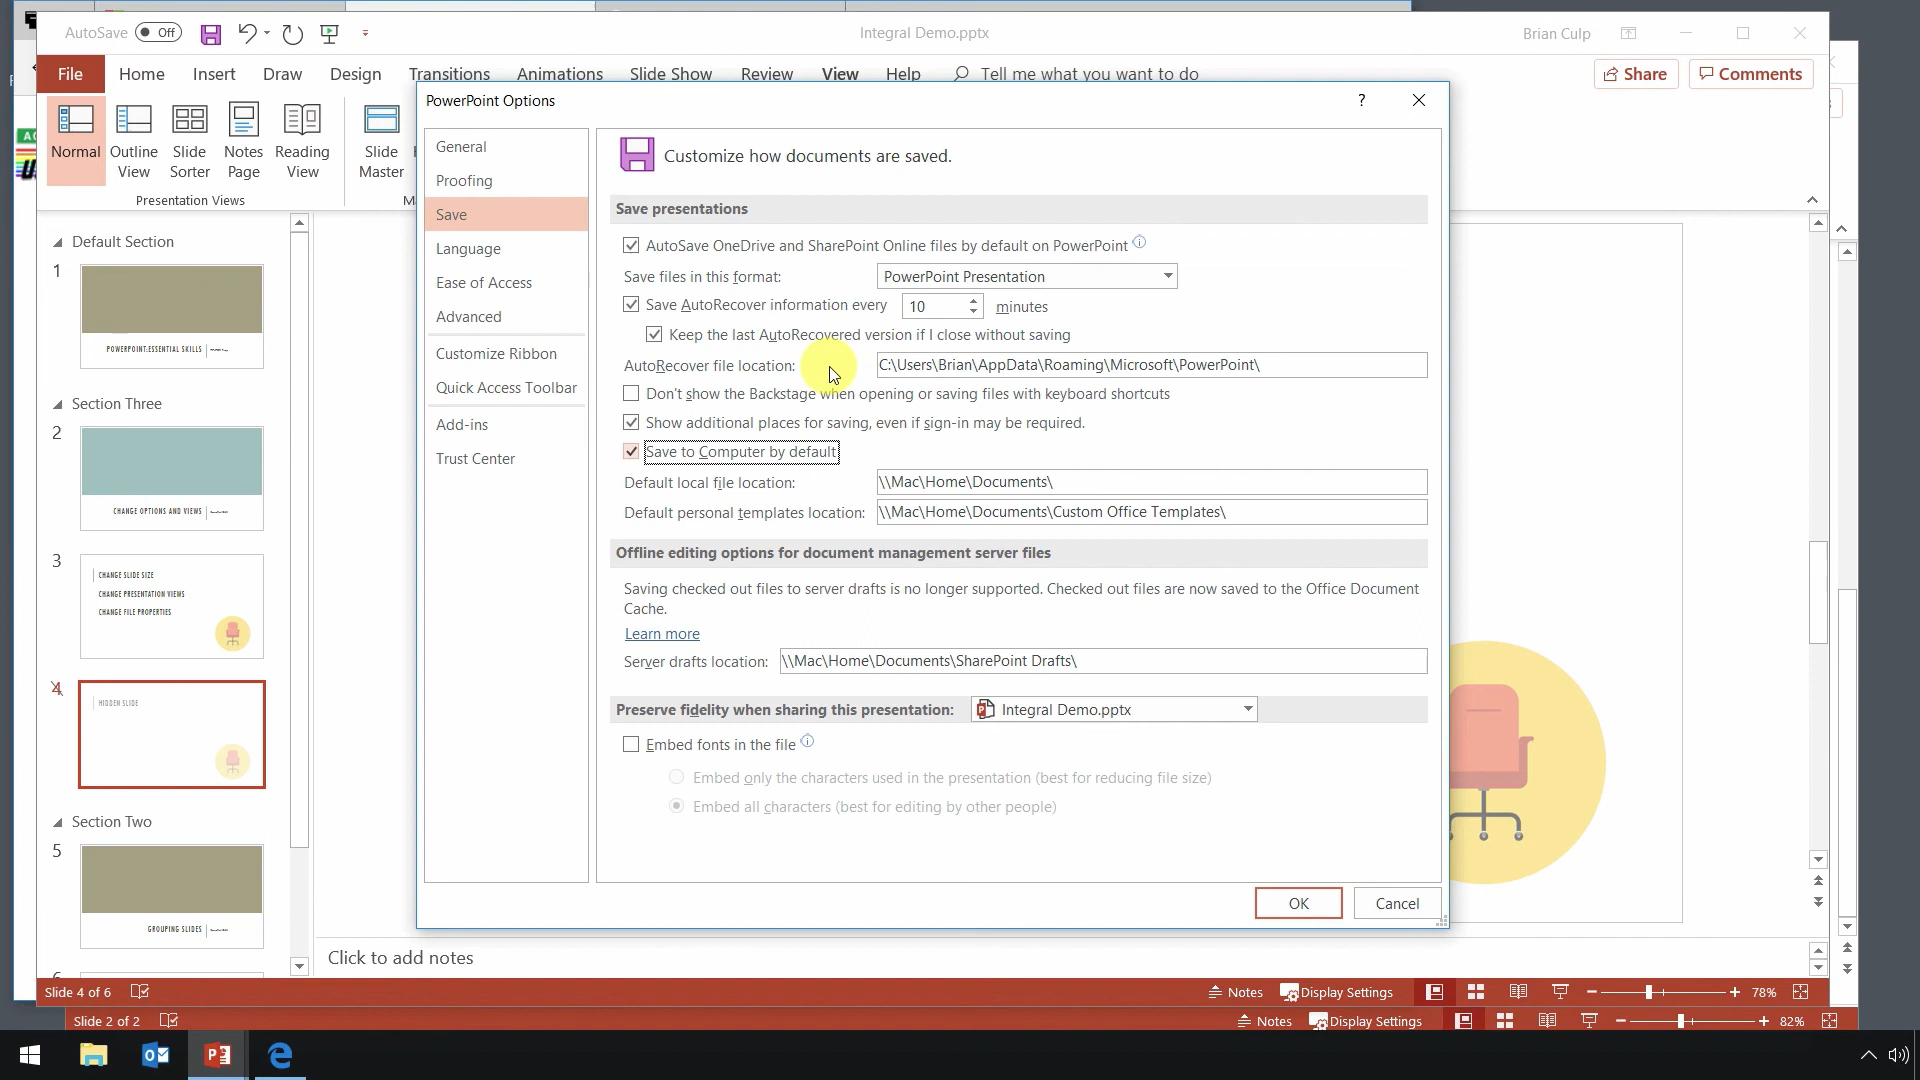 AutoSave Off
Integral Demo.pptx
Brian Culp
File Home Insert Draw Design Transitions Animations Slide Show Review View Help Tell me what you want to do
Share Comments
Normal
Outline View
Slide Sorter
Notes Page
Reading View
Slide Master
Presentation Views
Default Section
1
POWERPOINT:ESSENTIAL SKILLS
Section Three
2
CHANGE OPTIONS AND VIEWS
3
CHANGE SLIDE SIZE
CHANGE PRESENTATION VIEWS
CHANGE FILE PROPERTIES
4
HIDDEN SLIDE
Section Two
5
GROUPING SLIDES
PowerPoint Options
?
General
Proofing
Save
Language
Ease of Access
Advanced
Customize Ribbon
Quick Access Toolbar
Add-ins
Trust Center
Customize how documents are saved.
Save presentations
AutoSave OneDrive and SharePoint Online files by default on PowerPoint
Save files in this format: PowerPoint Presentation
Save AutoRecover information every 10 minutes
Keep the last AutoRecovered version if I close without saving
AutoRecover file location: C:\Users\Brian\AppData\Roaming\Microsoft\PowerPoint\
Don't show the Backstage when opening or saving files with keyboard shortcuts
Show additional places for saving, even if sign-in may be required.
Save to Computer by default
Default local file location: \\Mac\Home\Documents\
Default personal templates location: \\Mac\Home\Documents\Custom Office Templates\
Offline editing options for document management server files
Saving checked out files to server drafts is no longer supported. Checked out files are now saved to the Office Document
Cache.
Learn more
Server drafts location: \\Mac\Home\Documents\SharePoint Drafts\
Preserve fidelity when sharing this presentation: Integral Demo.pptx
Embed fonts in the file
Embed only the characters used in the presentation (best for reducing file size)
Embed all characters (best for editing by other people)
OK Cancel
Click to add notes
Slide 4 of 6 Notes Display Settings 78%
Slide 2 of 2 Notes Display Settings 82%